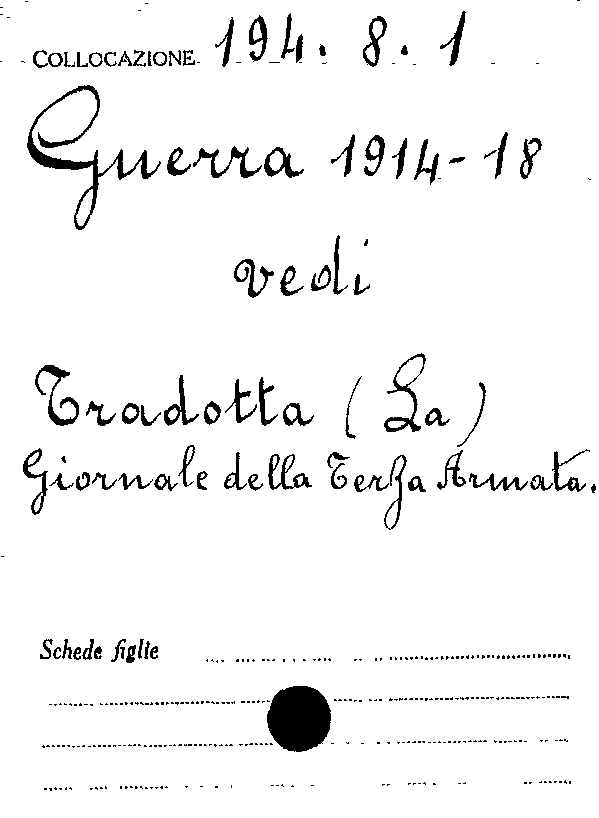 COLLOCAZIONE 194.8.1
Guerra 1914-18
vedi
Tradotta (La)
Giornale della Terza Armata.
Schede figlie